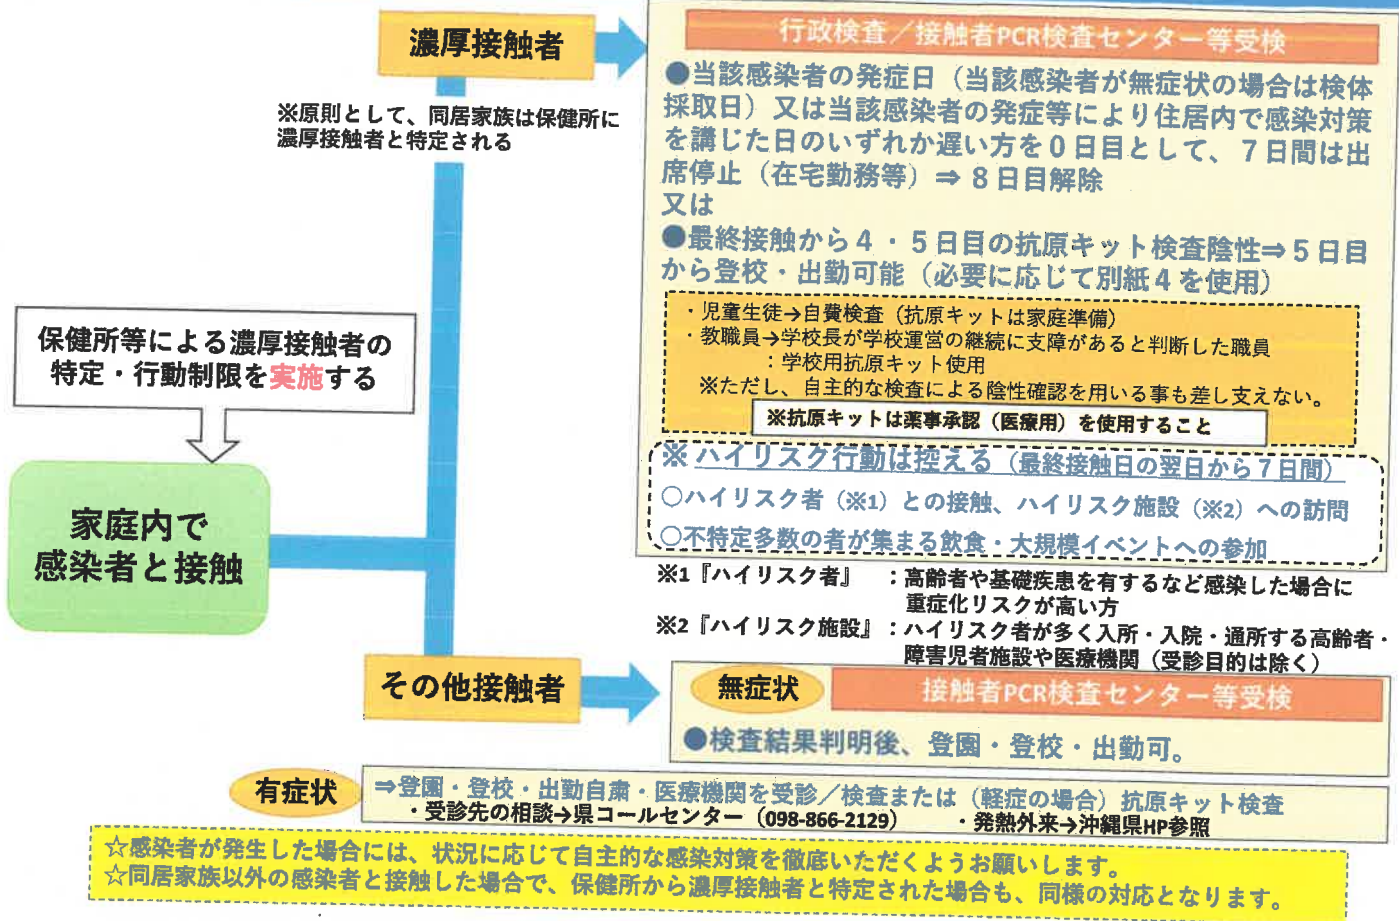 濃厚接触者
※原則として、同居家族は保健所に
濃厚接触者と特定される
行政検査／接触者PCR検査センター等受検
●当該感染者の発症日（当該感染者が無症状の場合は検体
採取日）又は当該感染者の発症等により住居内で感染対策
を講じた日のいずれか遅い方を０日目として、７日間は出
席停止（在宅勤務等）⇒８日目解除
又は
●最終接触から４・５日目の抗原キット検査陰性⇒５日目
から登校・出勤可能（必要に応じて別紙４を使用）
・児童生徒→自費検査（抗原キットは家庭準備）
・教職員→学校長が学校運営の継続に支障があると判断した職員
：学校用抗原キット使用
※ただし、自主的な検査による陰性確認を用いる事も差し支えない。
※抗原キットは薬事承認（医療用）を使用すること
※ ハイリスク行動は控える（最終接触日の翌日から７日間）
○ハイリスク者（※1）との接触、ハイリスク施設（※2）への訪問
○不特定多数の者が集まる飲食・大規模イベントへの参加
※1『ハイリスク者』　：高齢者や基礎疾患を有するなど感染した場合に
重症化リスクが高い方
※2『ハイリスク施設』：ハイリスク者が多く入所・入院・通所する高齢者・
障害児者施設や医療機関（受診目的は除く）
保健所等による濃厚接触者の
特定・行動制限を実施する
家庭内で
感染者と接触
その他接触者
無症状
接触者PCR検査センター等受検
●検査結果判明後、登園・登校・出勤可。
有症状
⇒登園・登校・出勤自粛・医療機関を受診／検査または（軽症の場合）抗原キット検査
・受診先の相談→県コールセンター（098-866-2129）　・発熱外来→沖縄県HP参照
☆感染者が発生した場合には、状況に応じて自主的な感染対策を徹底いただくようお願いします。
☆同居家族以外の感染者と接触した場合で、保健所から濃厚接触者と特定された場合も、同様の対応となります。